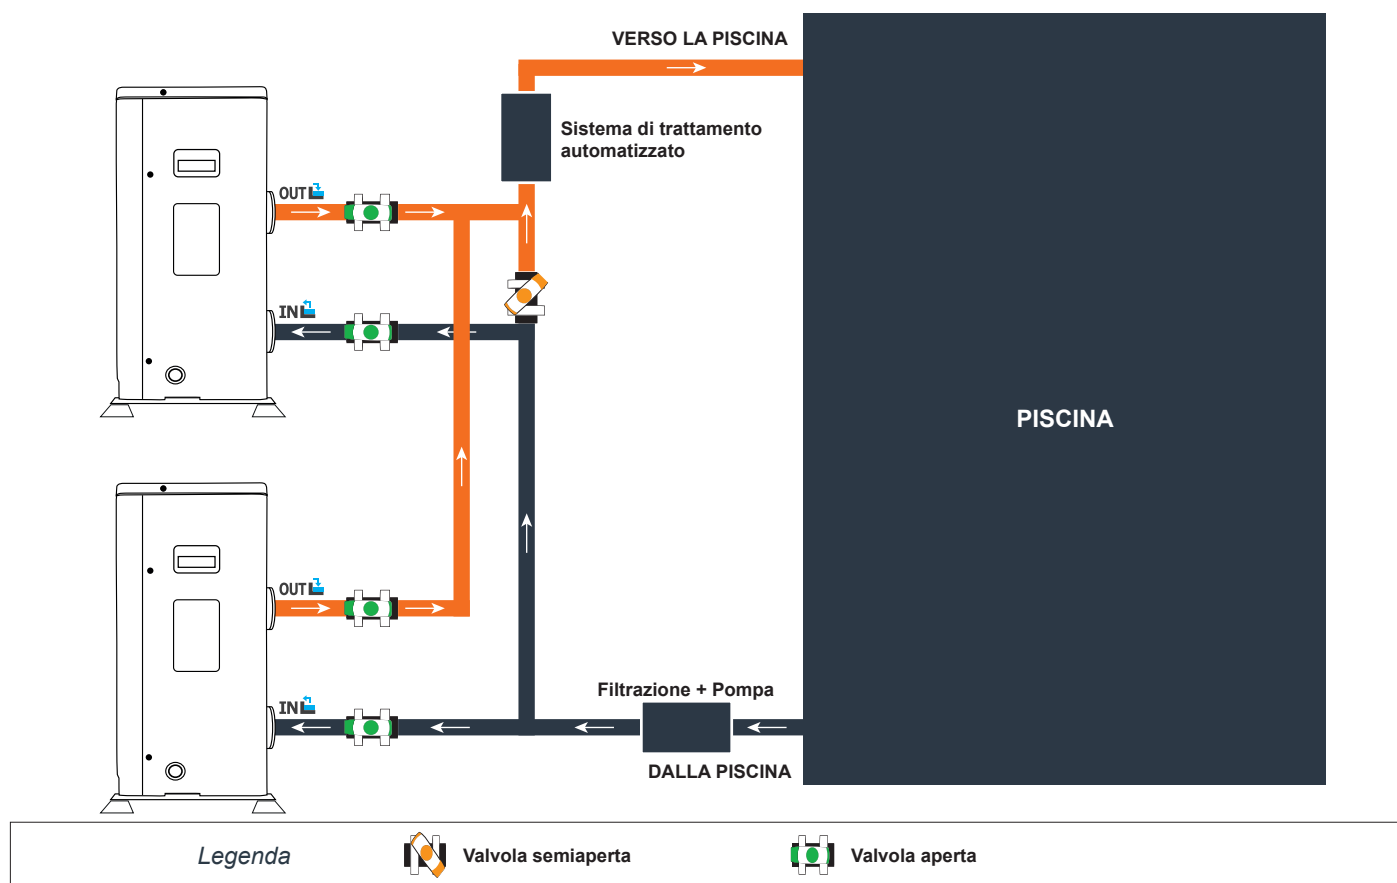 VERSO LA PISCINA
Sistema di trattamento
automatizzato
OUT
IN
PISCINA
OUT
IN
Filtrazione + Pompa
DALLA PISCINA
Legenda
Valvola semiaperta
Valvola aperta